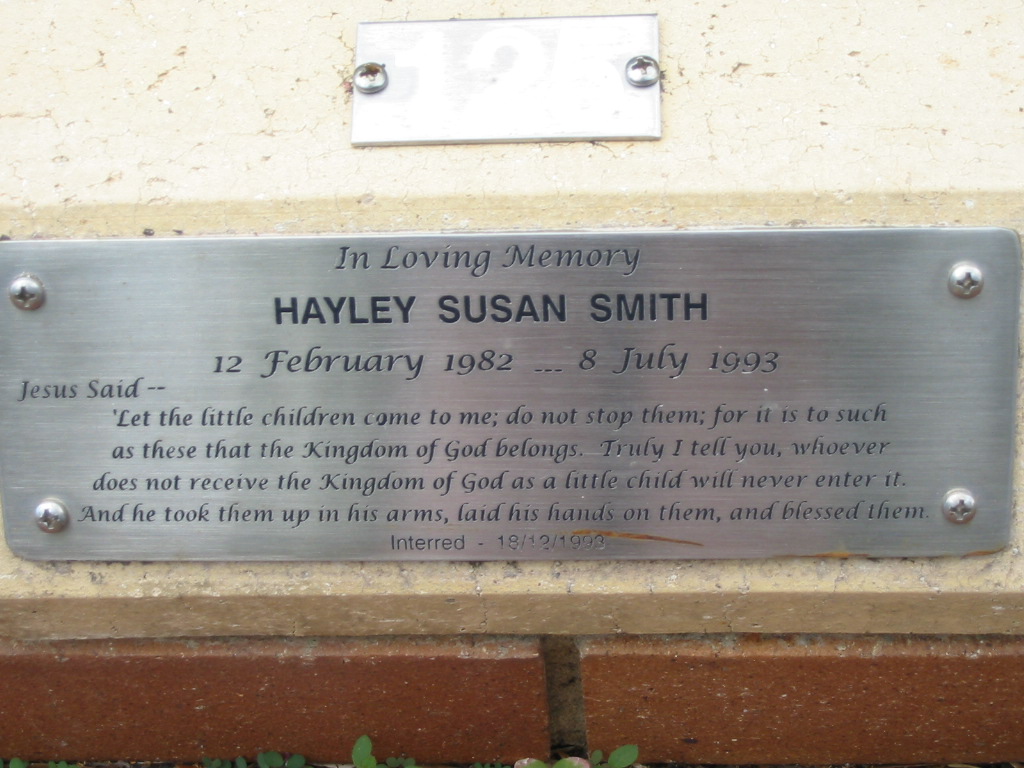 In Loving Memory
HAYLEY SUSAN SMITH
12 February 1982 ... 8 July 1993
Jesus Said --
'Let the little children come to me; do not stop them; for it is to such
as these that the Kingdom of God belongs. Truly I tell you, whoever
does not receive the Kingdom of God as a little child will never enter it.
And he took them up in his arms, laid his hands on them, and blessed them.
Interred - 18/12/1993